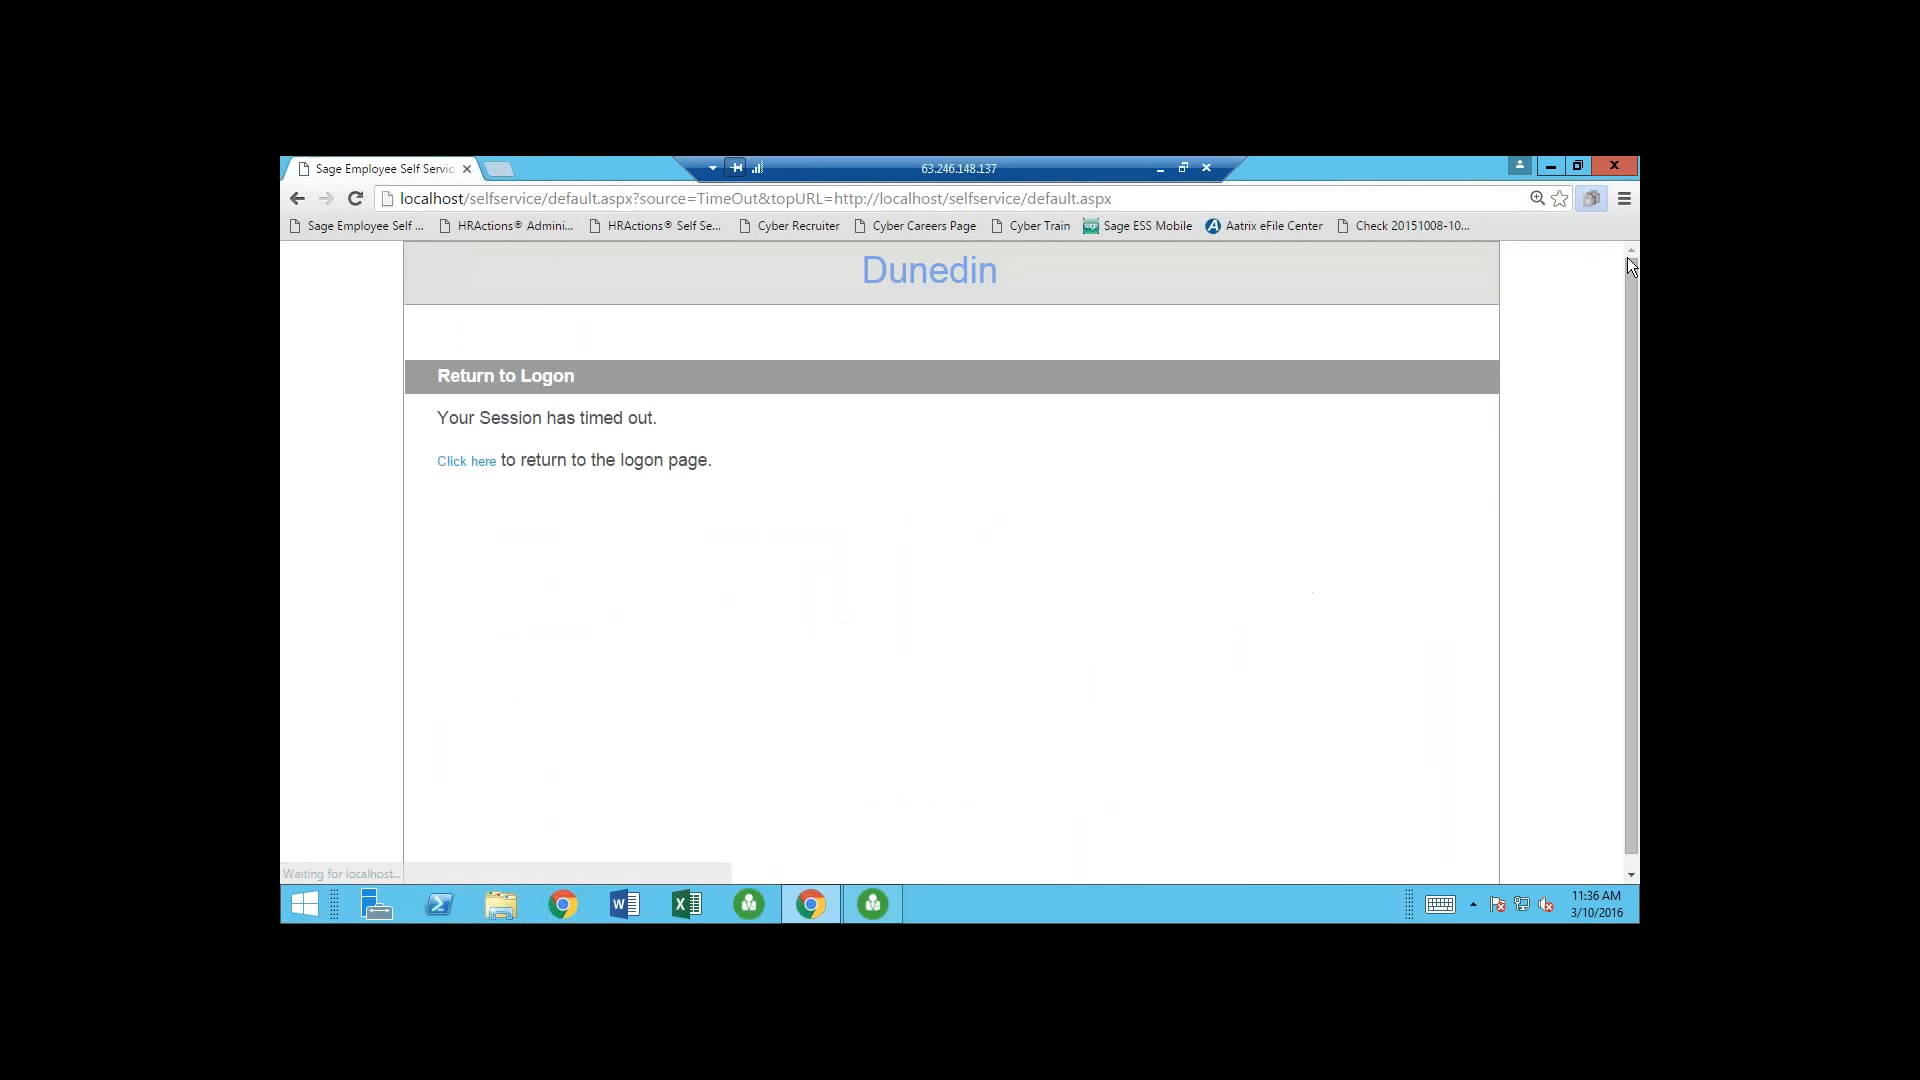 Sage Employee Self Servic
63.246.148.137
localhost/selfservice/default.aspx?source=TimeOut&topURL=http://localhost/selfservice/default.aspx
Sage Employee Self ... HRActions® Admini... HRActions® Self Se... Cyber Recruiter Cyber Careers Page Cyber Train Sage ESS Mobile Aatrix eFile Center Check 20151008-10...
Dunedin
Return to Logon
Your Session has timed out.
Click here to return to the logon page.
Waiting for localhost...
11:36 AM
3/10/2016